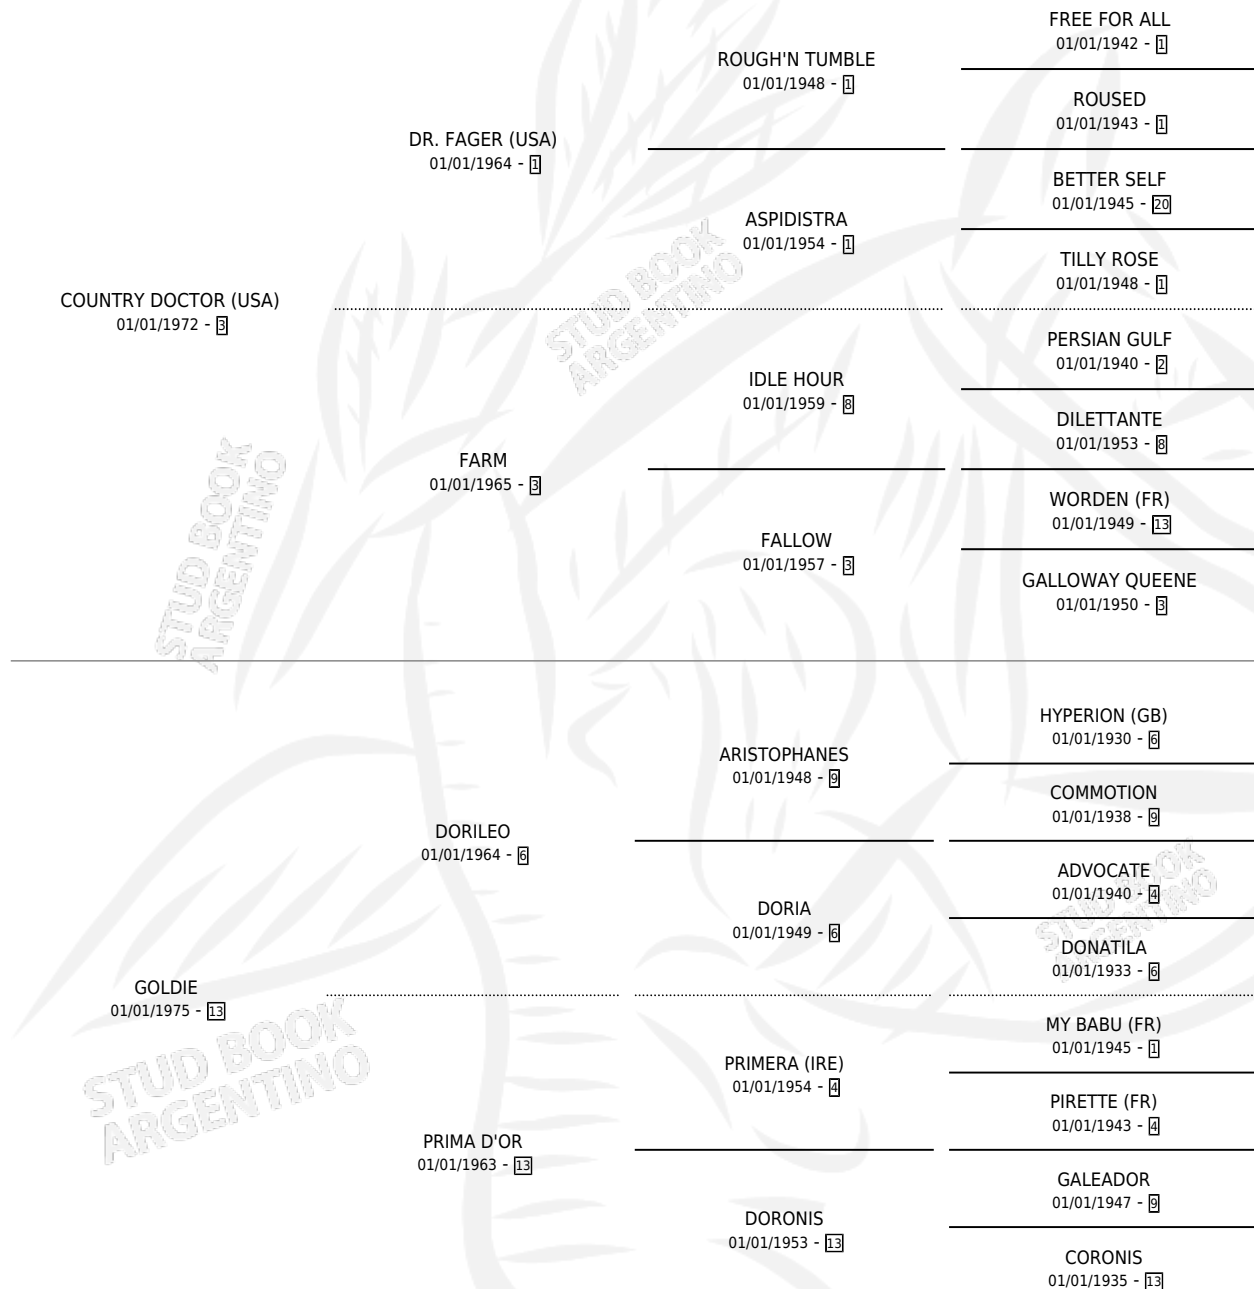 FREE FOR ALL
01/01/1942 - 1
ROUGH'N TUMBLE
01/01/1948 - 1
ROUSED
01/01/1943 - 1
DR. FAGER (USA)
01/01/1964 - 1
BETTER SELF
01/01/1945 - 20
ASPIDISTRA
01/01/1954 - 1
TILLY ROSE
01/01/1948 - 1
COUNTRY DOCTOR (USA)
01/01/1972 - 3
PERSIAN GULF
01/01/1940 - 2
IDLE HOUR
01/01/1959 - 8
DILETTANTE
01/01/1953 - 8
FARM
01/01/1965 - 3
WORDEN (FR)
01/01/1949 - 13
FALLOW
01/01/1957 - 3
GALLOWAY QUEENE
01/01/1950 - 3
HYPERION (GB)
01/01/1930 - 6
ARISTOPHANES
01/01/1948 - 9
COMMOTION
01/01/1938 - 9
DORILEO
01/01/1964 - 6
ADVOCATE
01/01/1940 - 4
DORIA
01/01/1949 - 6
DONATILA
01/01/1933 - 6
GOLDIE
01/01/1975 - 13
MY BABU (FR)
01/01/1945 - 1
PRIMERA (IRE)
01/01/1954 - 4
PIRETTE (FR)
01/01/1943 - 4
PRIMA D'OR
01/01/1963 - 13
GALEADOR
01/01/1947 - 9
DORONIS
01/01/1953 - 13
CORONIS
01/01/1935 - 13
STUD BOOK
ARGENTINO
STUD BOOK
ARGENTINO
STUD BOOK
ARGENTINO
STUD BOOK
ARGENTINO